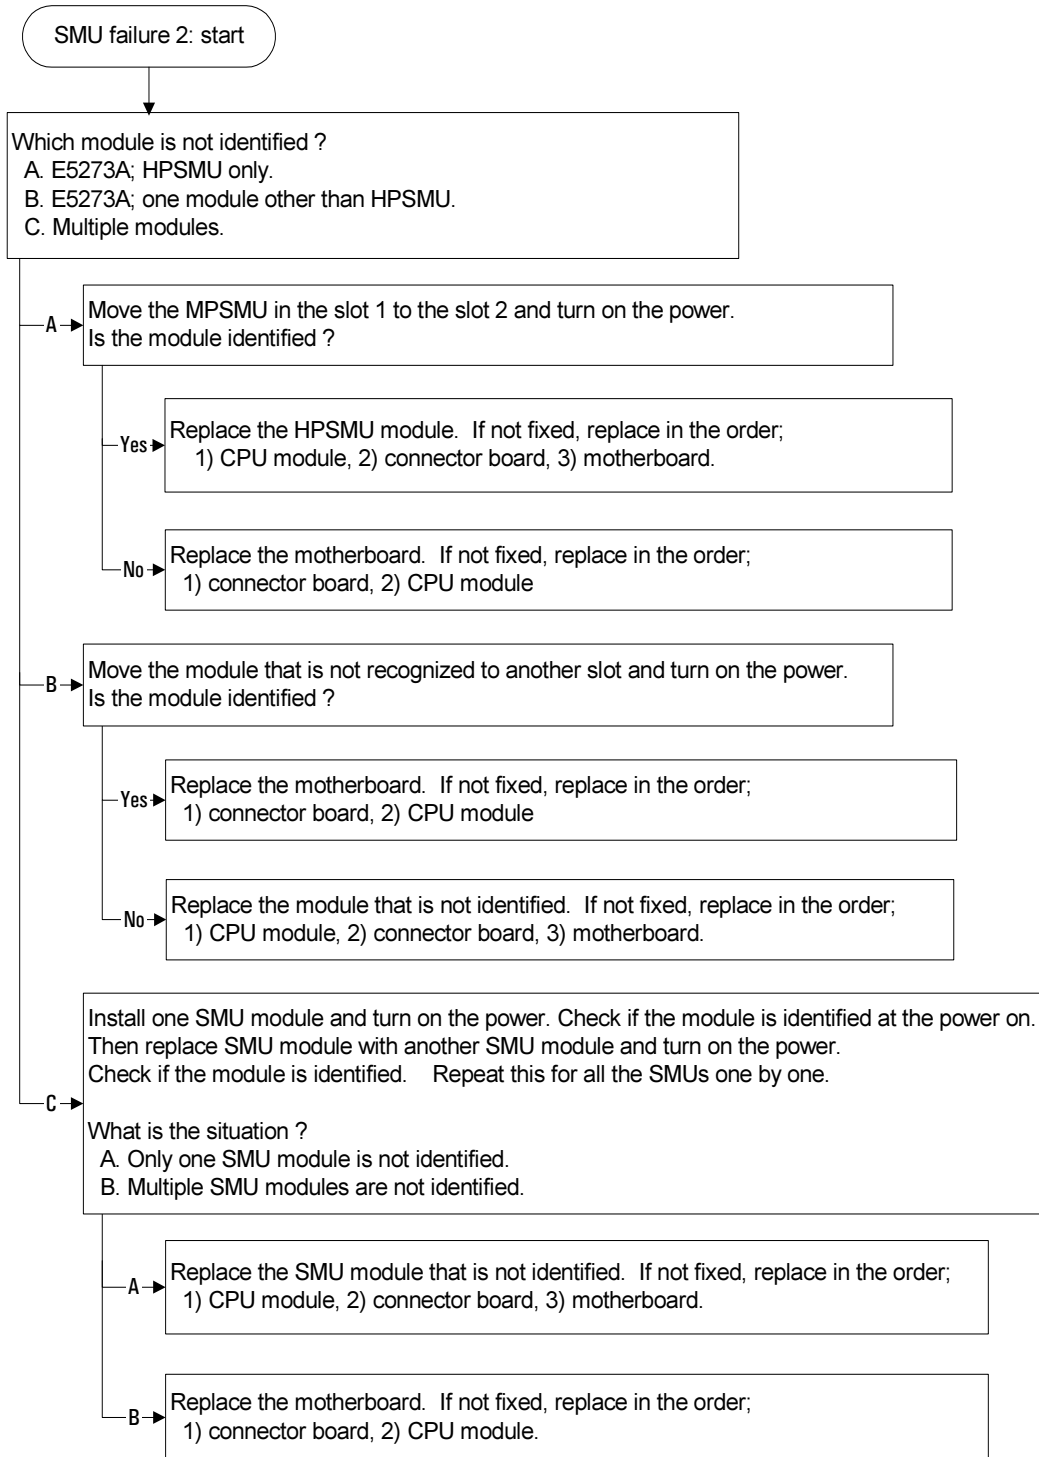 SMU failure 2: start
Which module is not identified ?
A. E5273A; HPSMU only.
B. E5273A; one module other than HPSMU.
C. Multiple modules.
A
Move the MPSMU in the slot 1 to the slot 2 and turn on the power.
Is the module identified ?
Yes
Replace the HPSMU module. If not fixed, replace in the order;
1) CPU module, 2) connector board, 3) motherboard.
No
Replace the motherboard. If not fixed, replace in the order;
1) connector board, 2) CPU module
B
Move the module that is not recognized to another slot and turn on the power.
Is the module identified ?
Yes
Replace the motherboard. If not fixed, replace in the order;
1) connector board, 2) CPU module
No
Replace the module that is not identified. If not fixed, replace in the order;
1) CPU module, 2) connector board, 3) motherboard.
C
Install one SMU module and turn on the power. Check if the module is identified at the power on.
Then replace SMU module with another SMU module and turn on the power.
Check if the module is identified. Repeat this for all the SMUs one by one.
What is the situation ?
A. Only one SMU module is not identified.
B. Multiple SMU modules are not identified.
A
Replace the SMU module that is not identified. If not fixed, replace in the order;
1) CPU module, 2) connector board, 3) motherboard.
B
Replace the motherboard. If not fixed, replace in the order;
1) connector board, 2) CPU module.